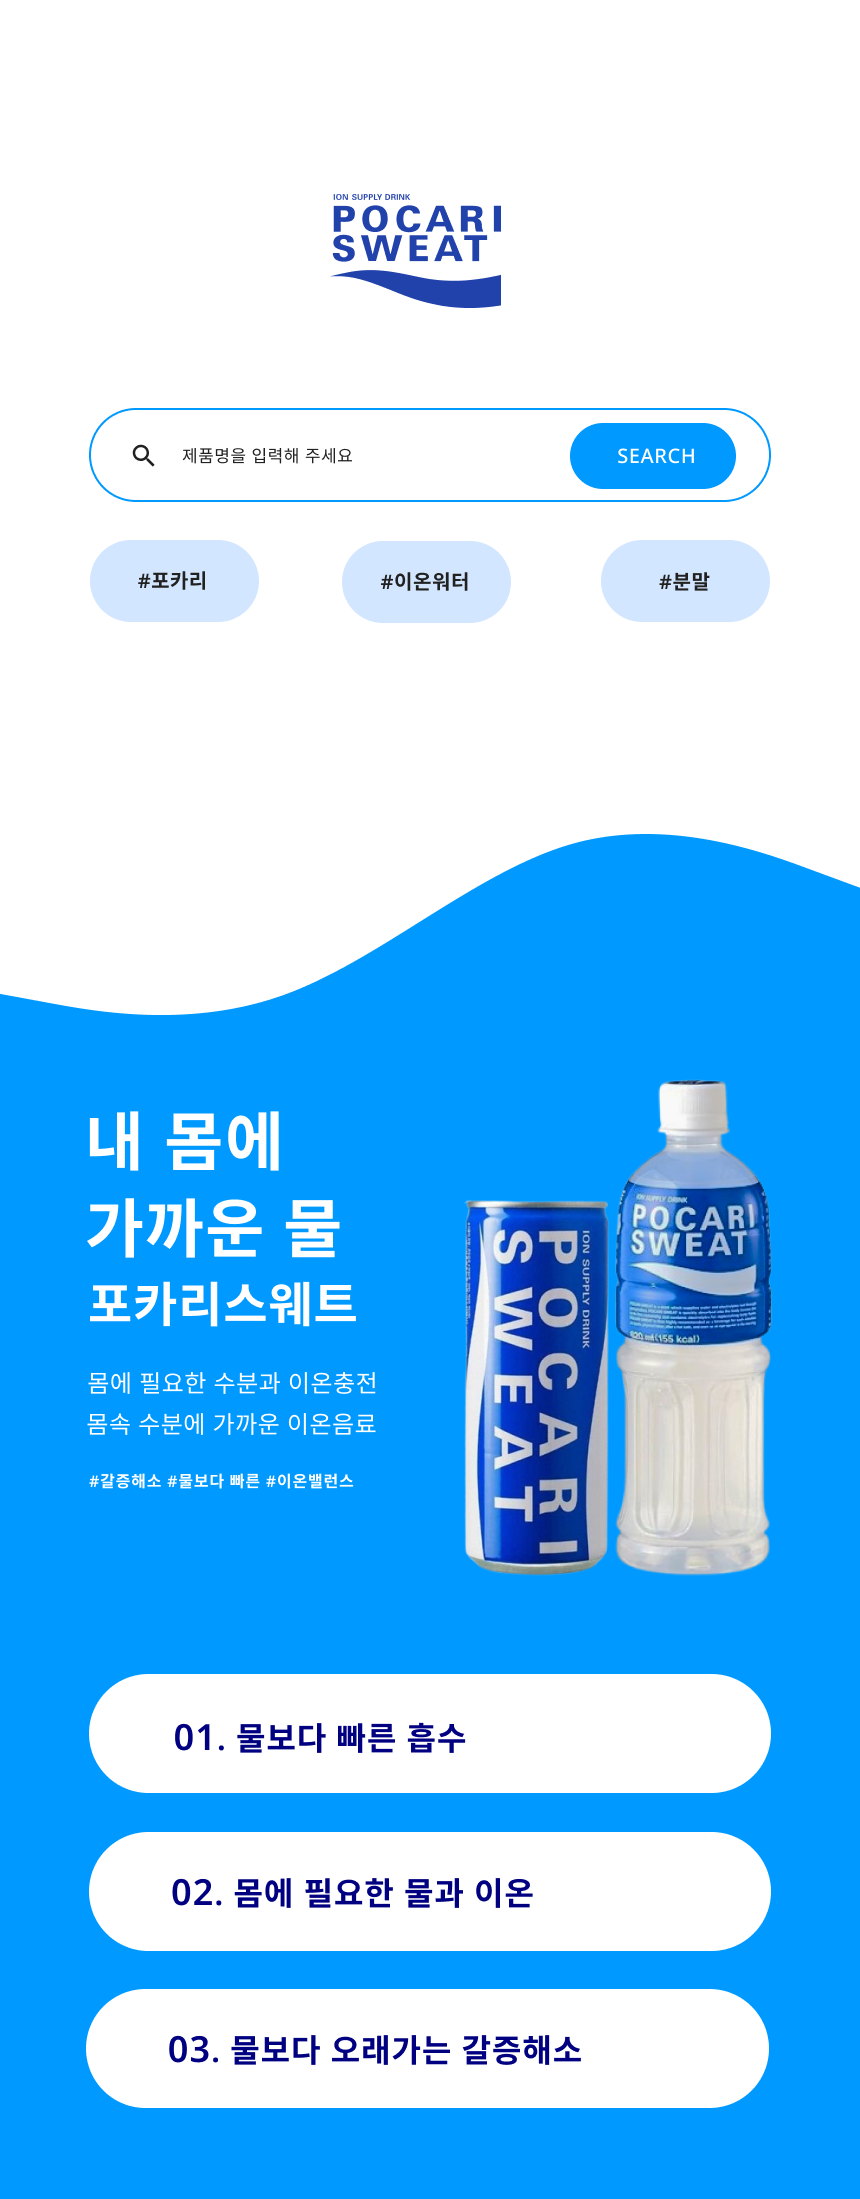 ION SUPPLY DRINK
POCARI
SWEAT
제품명을 입력해 주세요
SEARCH
#포카리
#이온워터
#분말
내 몸에
가까운 물
포카리스웨트
몸에 필요한 수분과 이온충전
몸속 수분에 가까운 이온음료
#갈증해소 #물보다 빠른 #이온밸런스
ION SUPPLY DRINK
POCARI
SWEAT
ION SUPPLY DRINK
POCARI
SWEAT
(155 kcal)
01. 물보다 빠른 흡수
02. 몸에 필요한 물과 이온
03. 물보다 오래가는 갈증해소